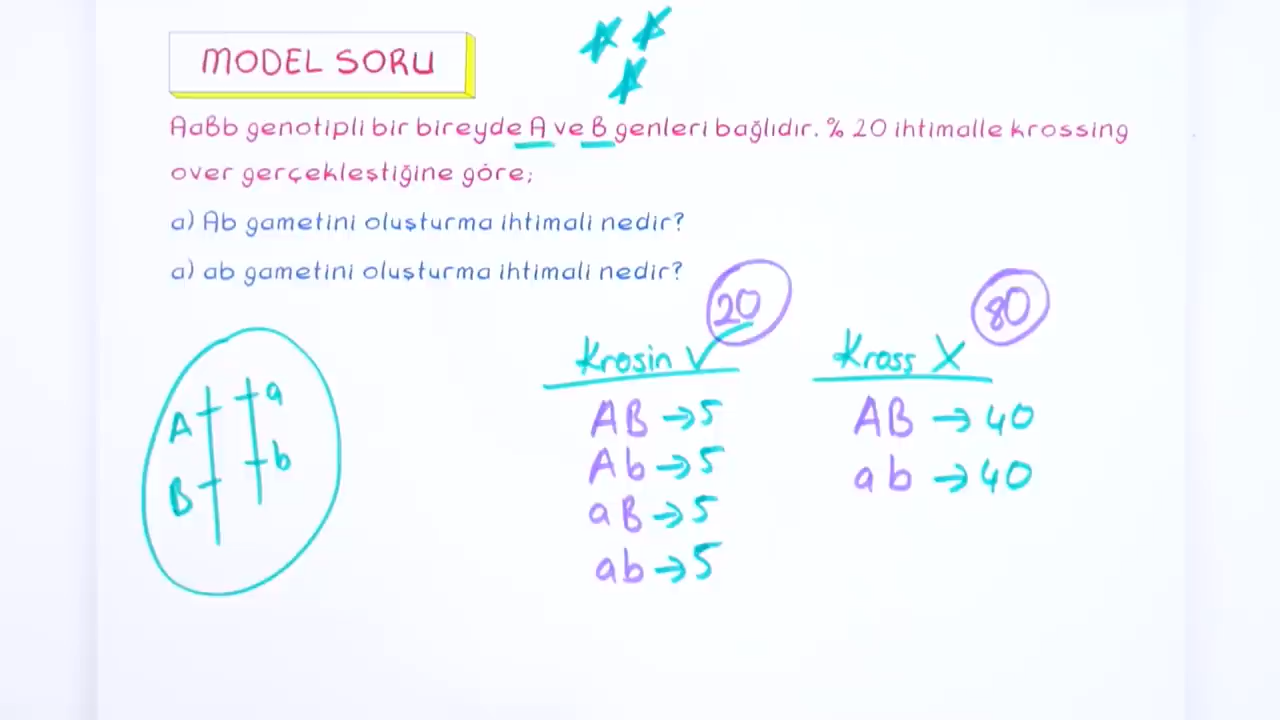 MODEL SORU
AaBb genotipli bir bireyde A ve B genleri bağlıdır. % 20 ihtimalle krossing
over gerçekleştiğine göre;
a) Ab gametini oluşturma ihtimali nedir?
a) ab gametini oluşturma ihtimali nedir?
20
80
Krosin ✓
Kross X
AB → 5
Ab → 5
aB → 5
ab → 5
AB → 40
ab → 40
A
a
B
b